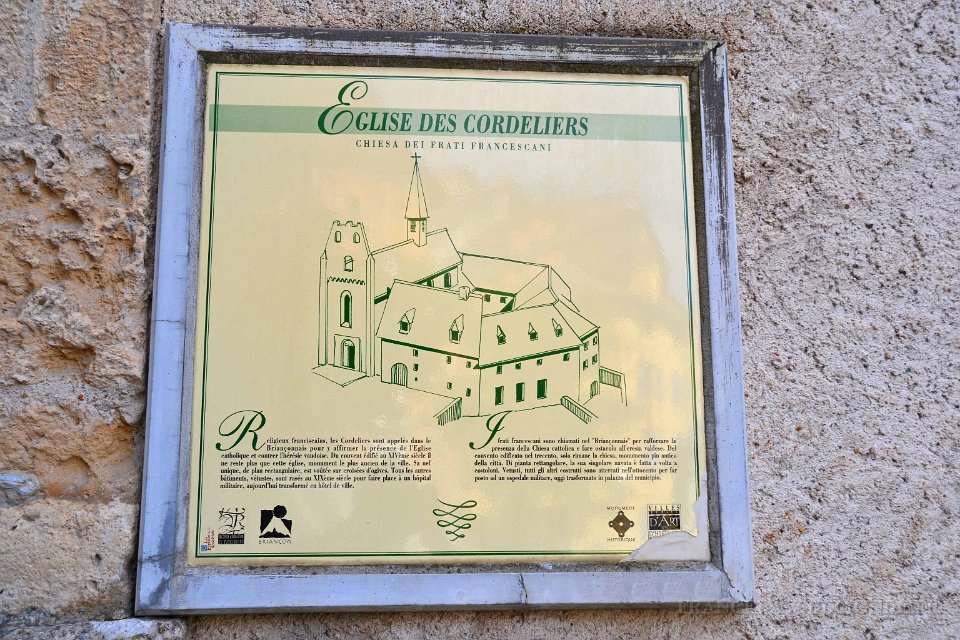 EGLISE DES CORDELIERS
CHIESA DEI FRATI FRANCESCANI
Religieux franciscains, les Cordeliers sont appelés dans le
Briançonnais pour y affirmer la présence de l'Eglise
catholique et contrer l'hérésie vaudoise. Du couvent édifié au XIVème siècle il
ne reste plus que cette église, monument le plus ancien de la ville. Sa nef
unique, de plan rectangulaire, est voûtée sur croisées d'ogives. Tous les autres
bâtiments, vétustes, sont rasés au XIXème siècle pour faire place à un hôpital
militaire, aujourd'hui transformé en hôtel de ville.
I frati francescani sono chiamati nel "Briançonnais" per rafforzare la
presenza della Chiesa cattolica e fare ostacolo all'eresia valdese. Del
convento edificato nel trecento, solo rimane la chiesa, monumento più antico
della città. Di pianta rettangolare, la sua singolare navata è fatta a volta a
costoloni. Vetusti, tutti gli altri costrutti sono atterrati nell'ottocento per far
posto ad un ospedale militare, oggi trasformato in palazzo del municipio.
BRIANÇON
MONUMENT
HISTORIQUE
VILLES
D'ART